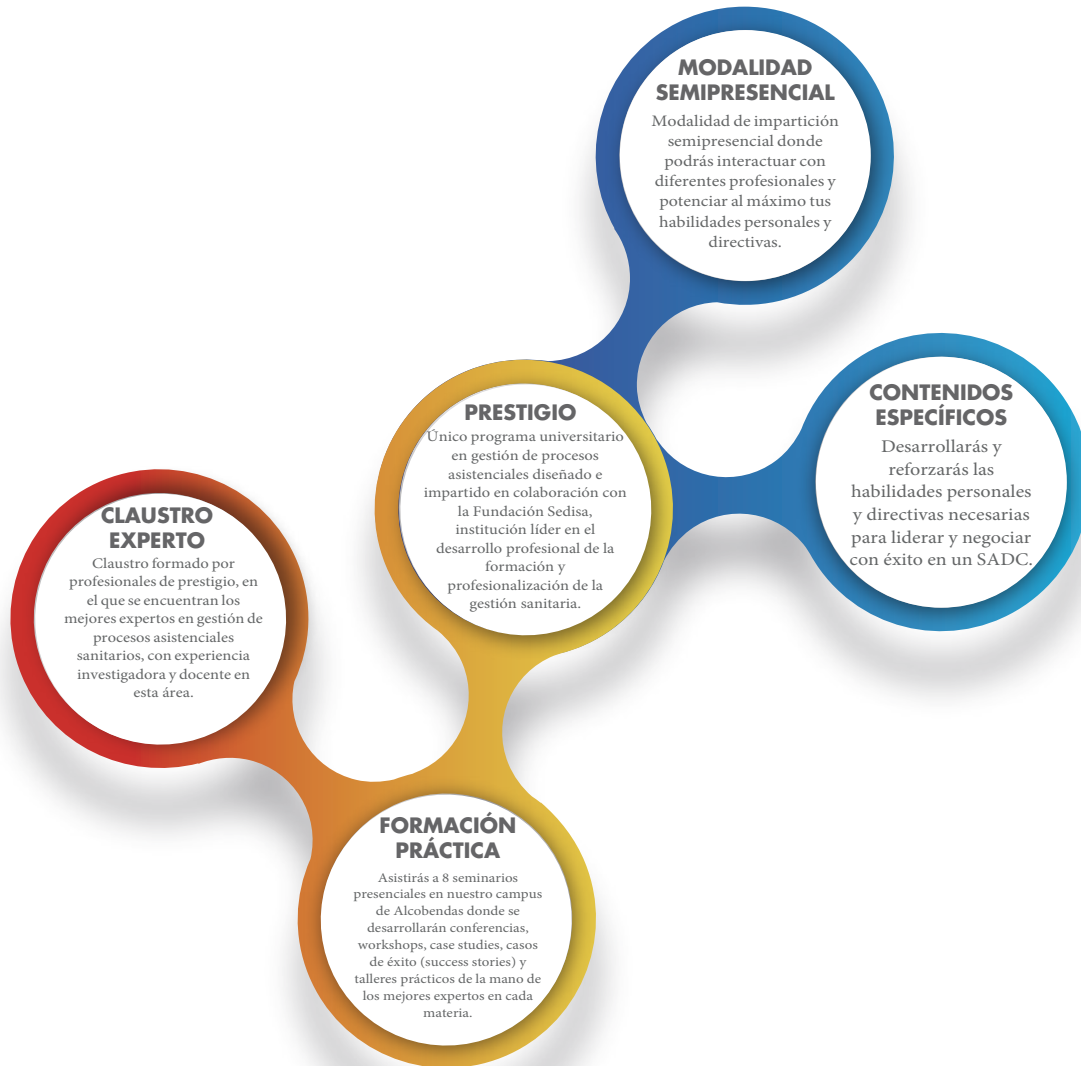 MODALIDAD
SEMIPRESENCIAL
Modalidad de impartición
semipresencial donde
podrás interactuar con
diferentes profesionales y
potenciar al máximo tus
habilidades personales y
directivas.
CONTENIDOS
ESPECÍFICOS
Desarrollarás y
reforzarás las
habilidades personales
y directivas necesarias
para liderar y negociar
con éxito en un SADC.
PRESTIGIO
Único programa universitario
en gestión de procesos
asistenciales diseñado e
impartido en colaboración con
la Fundación Sedisa,
institución líder en el
desarrollo profesional de la
formación y
profesionalización de la
gestión sanitaria.
CLAUSTRO
EXPERTO
Claustro formado por
profesionales de prestigio, en
el que se encuentran los
mejores expertos en gestión de
procesos asistenciales
sanitarios, con experiencia
investigadora y docente en
esta área.
FORMACIÓN
PRÁCTICA
Asistirás a 8 seminarios
presenciales en nuestro campus
de Alcobendas donde se
desarrollarán conferencias,
workshops, case studies, casos
de éxito (success stories) y
talleres prácticos de la mano de
los mejores expertos en cada
materia.